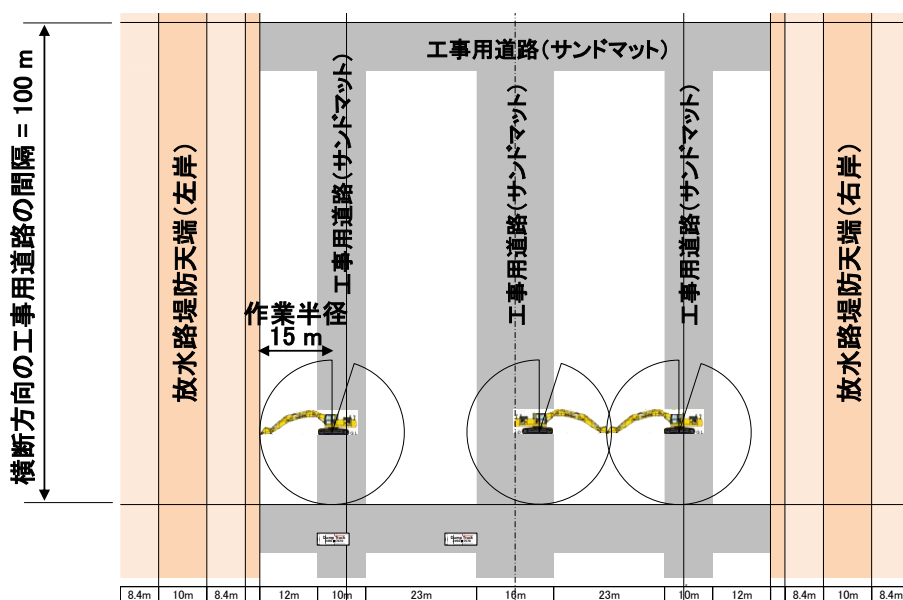 工事用道路(サンドマット)
横断方向の工事用道路の間隔 = 100 m
放水路堤防天端(左岸)
工事用道路(サンドマット)
工事用道路(サンドマット)
工事用道路(サンドマット)
放水路堤防天端(右岸)
作業半径
15 m
Dump Truck
Dump Truck
8.4m 10m 8.4m 12m 10m 23m 16m 23m 10m 12m 8.4m 10m 8.4m